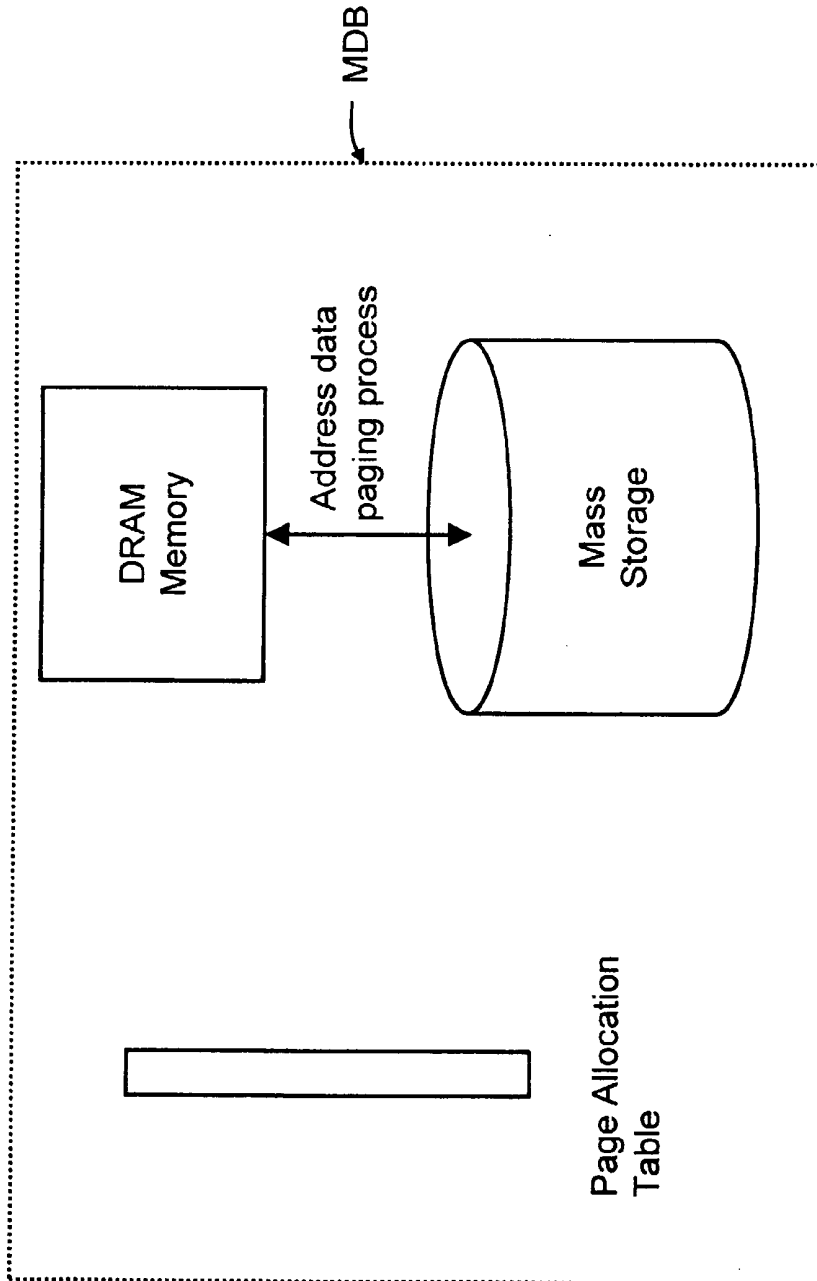 MDB
DRAM
Memory
Address data
paging process
Mass
Storage
Page Allocation
Table